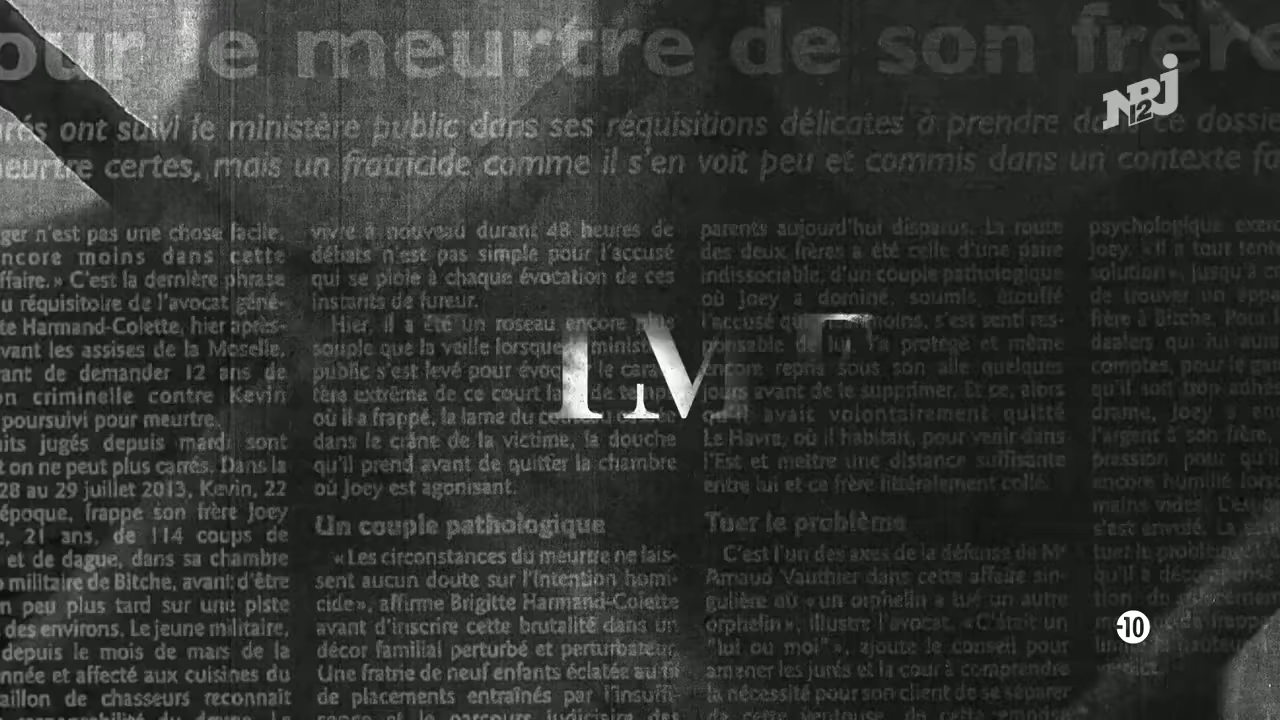 our le meurtre de son frère
NRJ 12
urés ont suivi le ministère public dans ses réquisitions délicates à prendre dans ce dossie
meurtre certes, mais un fratricide comme il s'en voit peu et commis dans un contexte fa
ger n'est pas une chose facile,
ncore moins dans cette
ffaire. » C'est la dernière phrase
u réquisitoire de l'avocat géné-
te Harmand-Colette, hier après-
vant les assises de la Moselle,
ant de demander 12 ans de
on criminelle contre Kevin
poursuivi pour meurtre.
uits jugés depuis mardi sont
t on ne peut plus carrés. Dans la
28 au 29 juillet 2013, Kevin, 22
époque, frappe son frère Joey
e, 21 ans, de 114 coups de
et de dague, dans sa chambre
militaire de Bitche, avant d'être
n peu plus tard sur une piste
des environs. Le jeune militaire,
depuis le mois de mars de la
nnée et affecté aux cuisines du
aillon de chasseurs reconnaît
vivre à nouveau durant 48 heures de
débats n'est pas simple pour l'accusé
qui se ploie à chaque évocation de ces
instants de fureur.
Hier, il a été un roseau encore
souple que la veille lorsque
public s'est levé pour
tère extrême de ce court
où il a frappé, la lame du
dans le crâne de la victime, la douche
qu'il prend avant de quitter la chambre
où Joey est agonisant.
Un couple pathologique
« Les circonstances du meurtre ne lais-
sent aucun doute sur l'intention homi-
cide », affirme Brigitte Harmand-Colette
avant d'inscrire cette brutalité dans un
décor familial perturbé et perturbateur.
Une fratrie de neuf enfants éclatée au fil
de placements entraînés par l'insuffi-
parents aujourd'hui disparus. La route
des deux frères a été celle d'une paire
indissociable, d'un couple pathologique
où Joey a dominé, soumis, étouffé
l'accusé qui moins, s'est senti res-
ponsable de lui, l'a protégé et même
encore repris sous son aile quelques
jours avant de le supprimer. Et ce, alors
qu'il avait volontairement quitté
Le Havre, où il habitait, pour venir dans
l'Est et mettre une distance suffisante
entre lui et ce frère littéralement collé.
Tuer le problème
C'est l'un des axes de la défense de Me
Arnaud Vauthier dans cette affaire sin-
gulière où « un orphelin a tué un autre
orphelin », illustre l'avocat. « C'était un
"lui ou moi" », ajoute le conseil pour
amener les jurés et la cour à comprendre
la nécessité pour son client de se séparer
de cette ventouse, de cette emprise
psychologique
Joey. « Il a tout
solution », jusqu'à
de trouver un
frère à Bitche. Pour
dealers qui lui
comptes, pour le
qu'il soit trop
drame, Joey a
l'argent à son frère,
pression pour qu'il
encore humilié
mains vides.
s'est envolé. La
tuer le problème
verdict.
IME
-10